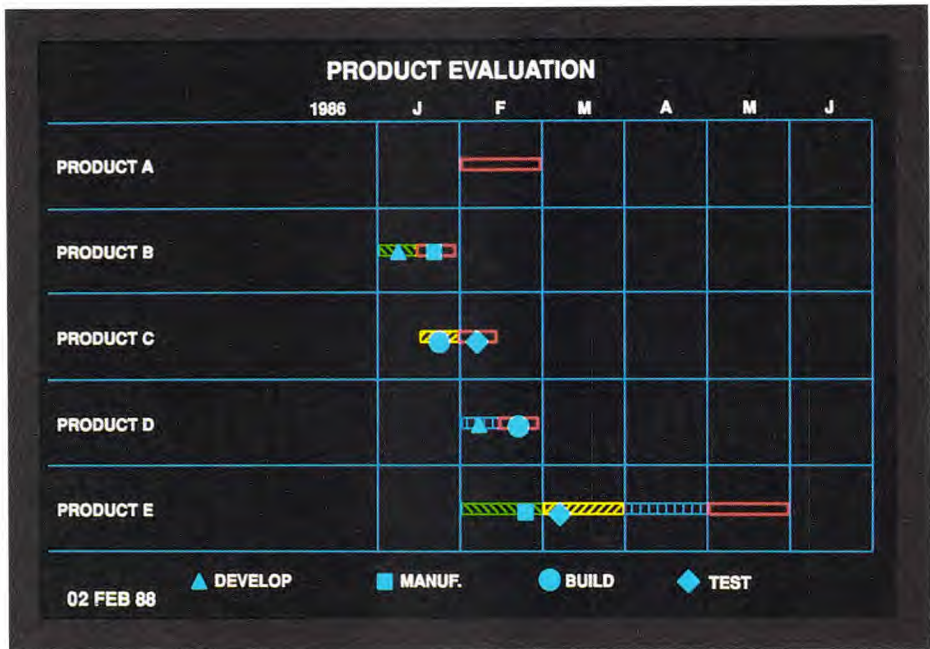 PRODUCT EVALUATION
1986 J F M A M J
PRODUCT A
PRODUCT B
PRODUCT C
PRODUCT D
PRODUCT E
DEVELOP MANUF. BUILD TEST
02 FEB 88